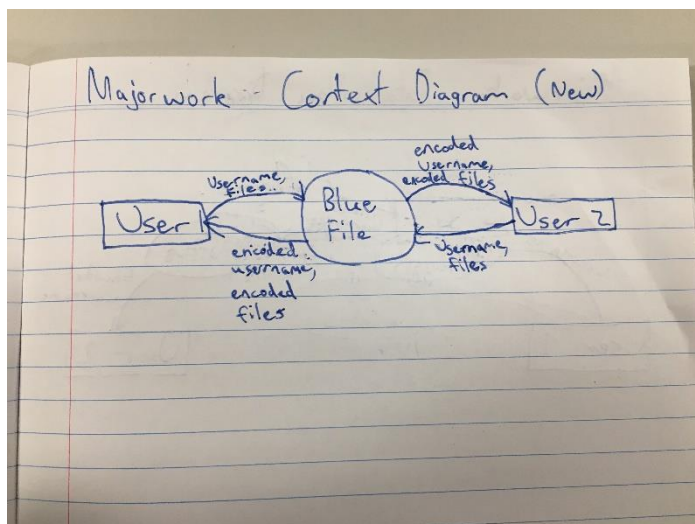 Majorwork - Context Diagram (New)
Username,
files..
User 1
encoded
username,
encoded
files
Blue
File
encoded
Username,
encoded files
User 2
Username,
files